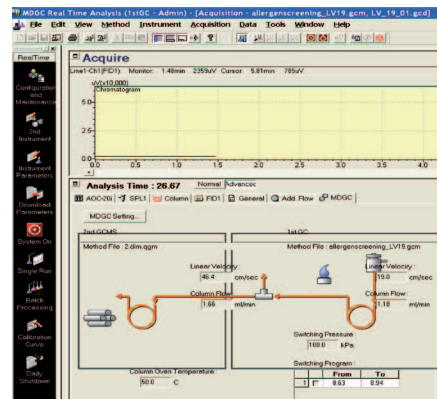 MDGC Real Time Analysis (1stGC - Admin) - [Acquisition - allergenscreening_LV19.gcm, LV_19_01.gcd]
File Edit View Method Instrument Acquisition Data Tools Window Help
RealTime
Configuration and Maintenance
2nd Instrument
Instrument Parameters
Download Parameters
System On
Single Run
Batch Processing
Calibration Curve
Daily Shutdown
Acquire
Line1-Ch1(FID1) Monitor: 1.48min 2359uV Cursor: 5.81min 785uV
uV(x10,000)
Chromatogram
5.0
2.5
0.0
0.0 0.5 1.0 1.5 2.0 2.5 3.0 3.5 4.0
Analysis Time : 26.67 Normal Advanced
AOC-20i SPL1 Column FID1 General Add. Flow MDGC
MDGC Setting...
2nd GCMS 1st GC
Method File : 2.dim.qgm Method File : allergenscreening_LV19.gcm
Linear Velocity : Linear Velocity :
46.4 cm/sec 19.0 cm/sec
Column Flow : Column Flow :
1.66 ml/min 1.18 ml/min
Switching Pressure :
100.0 kPa
Switching Program :
From To
1 8.63 8.94
Column Oven Temperature :
50.0 C